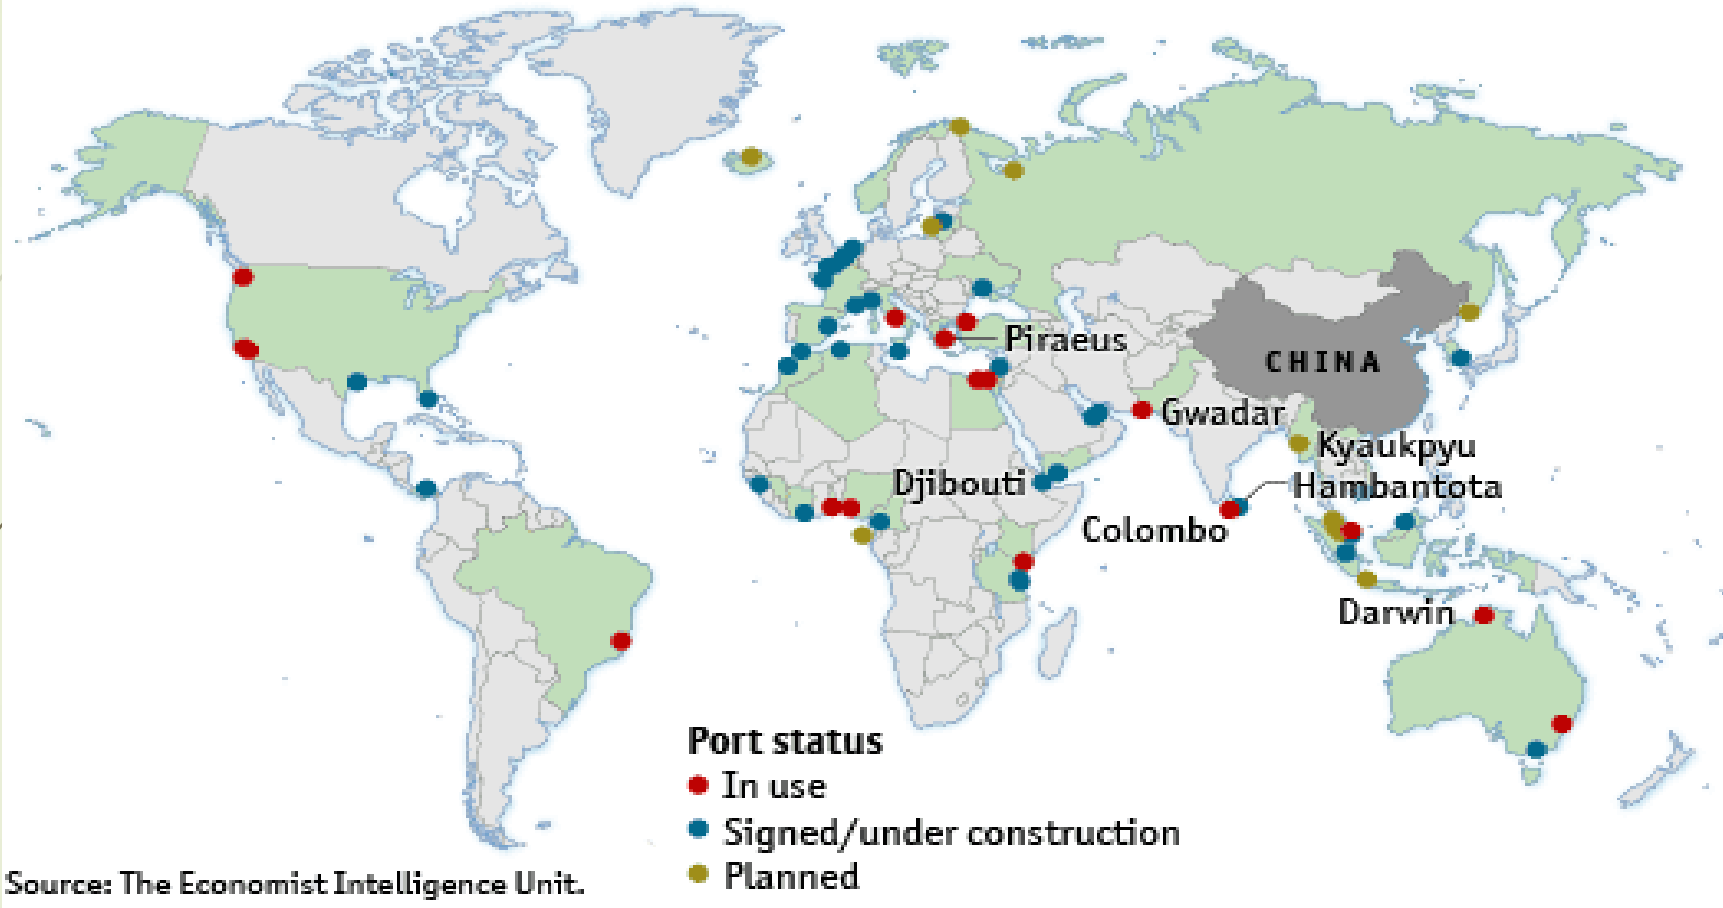 Piraeus
CHINA
Gwadar
Kyaukpyu
Djibouti
Hambantota
Colombo
Darwin
Port status
In use
Signed/under construction
Planned
Source: The Economist Intelligence Unit.